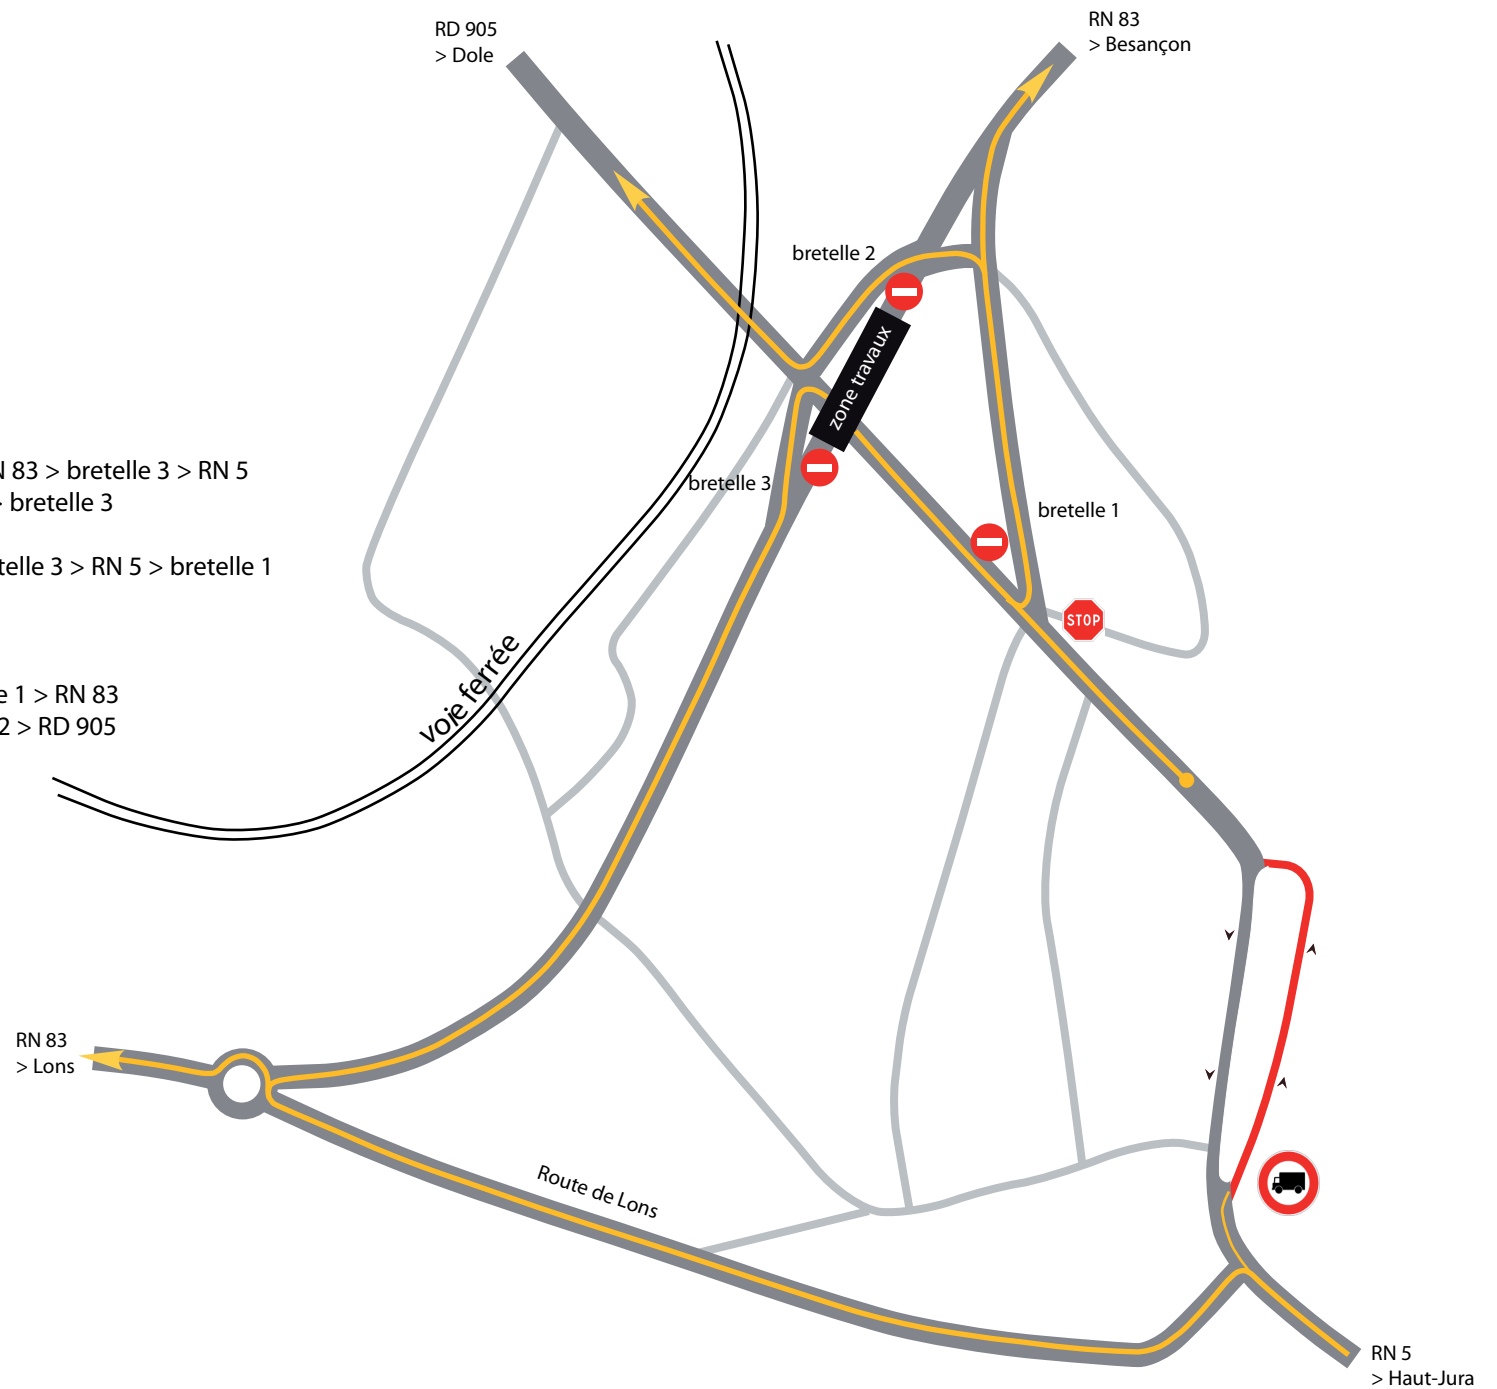 RD 905
> Dole
RN 83
> Besançon
bretelle 2
zone travaux
83 > bretelle 3 > RN 5
> bretelle 3
bretelle 3
bretelle 1
telle 3 > RN 5 > bretelle 1
STOP
voie ferrée
e 1 > RN 83
2 > RD 905
RN 83
> Lons
Route de Lons
RN 5
> Haut-Jura